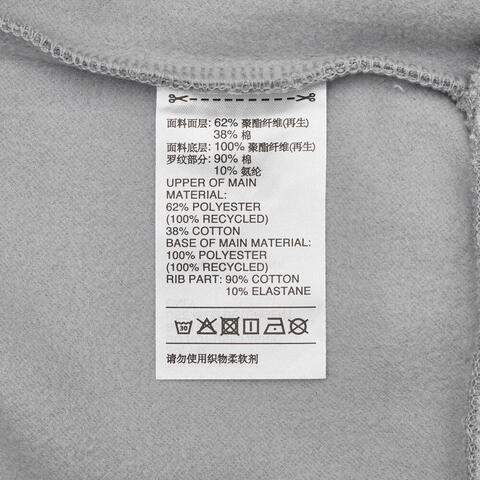 面料面层: 62% 聚酯纤维(再生)
38% 棉
面料底层: 100% 聚酯纤维(再生)
罗纹部分: 90% 棉
10% 氨纶
UPPER OF MAIN
MATERIAL:
62% POLYESTER
(100% RECYCLED)
38% COTTON
BASE OF MAIN MATERIAL:
100% POLYESTER
(100% RECYCLED)
RIB PART: 90% COTTON
10% ELASTANE
30
请勿使用织物柔软剂